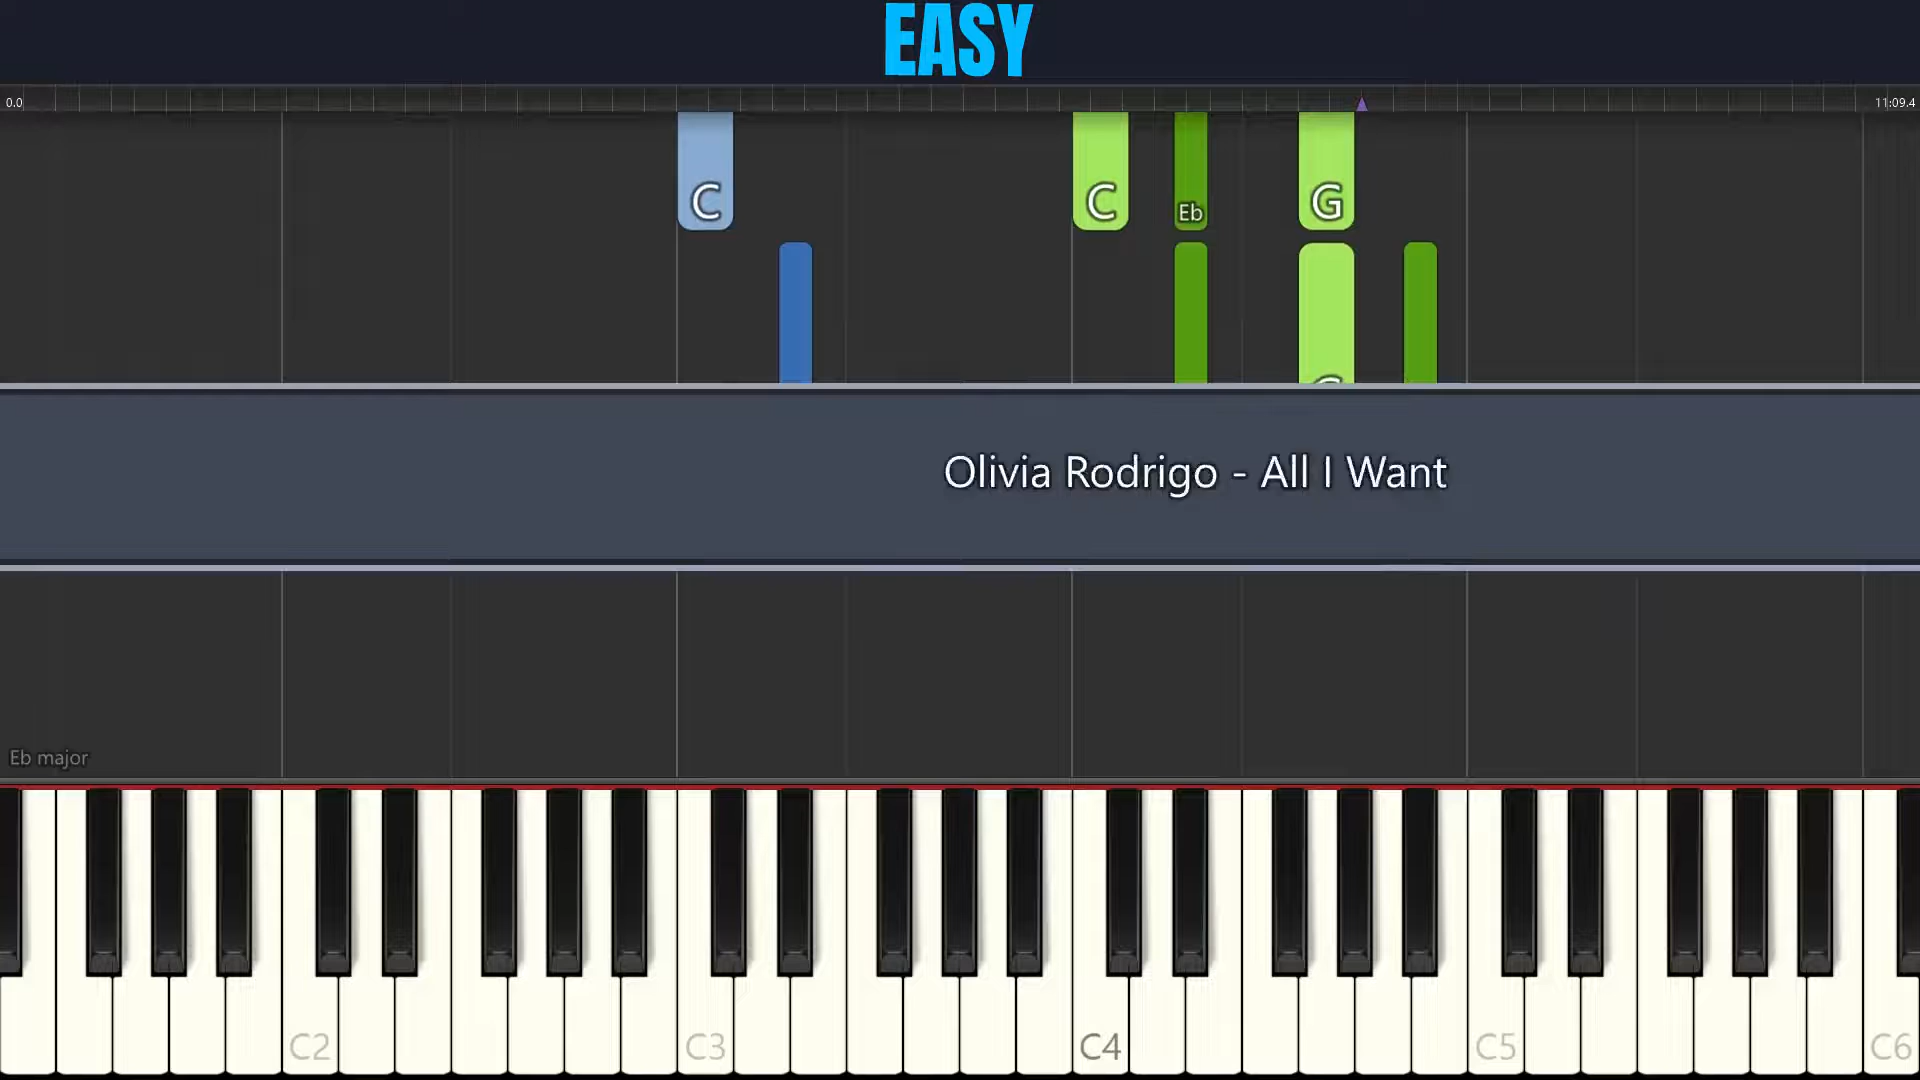 EASY
0.0
11:09.4
C
C
Eb
G
Olivia Rodrigo - All I Want
Eb major
C2
C3
C4
C5
C6